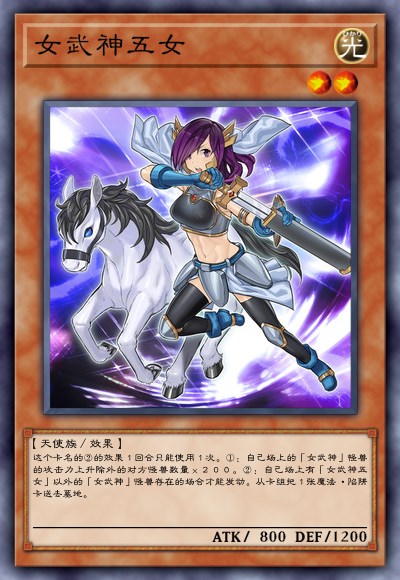 女武神五女
光
【天使族／效果】
这个卡名的②的效果1回合只能使用1次。①：自己场上的「女武神」怪兽
的攻击力上升除外的对方怪兽数量x200。②：自己场上有「女武神五
女」以外的「女武神」怪兽存在的场合才能发动。从卡组把1张魔法·陷阱
卡送去墓地。
ATK/ 800 DEF/1200